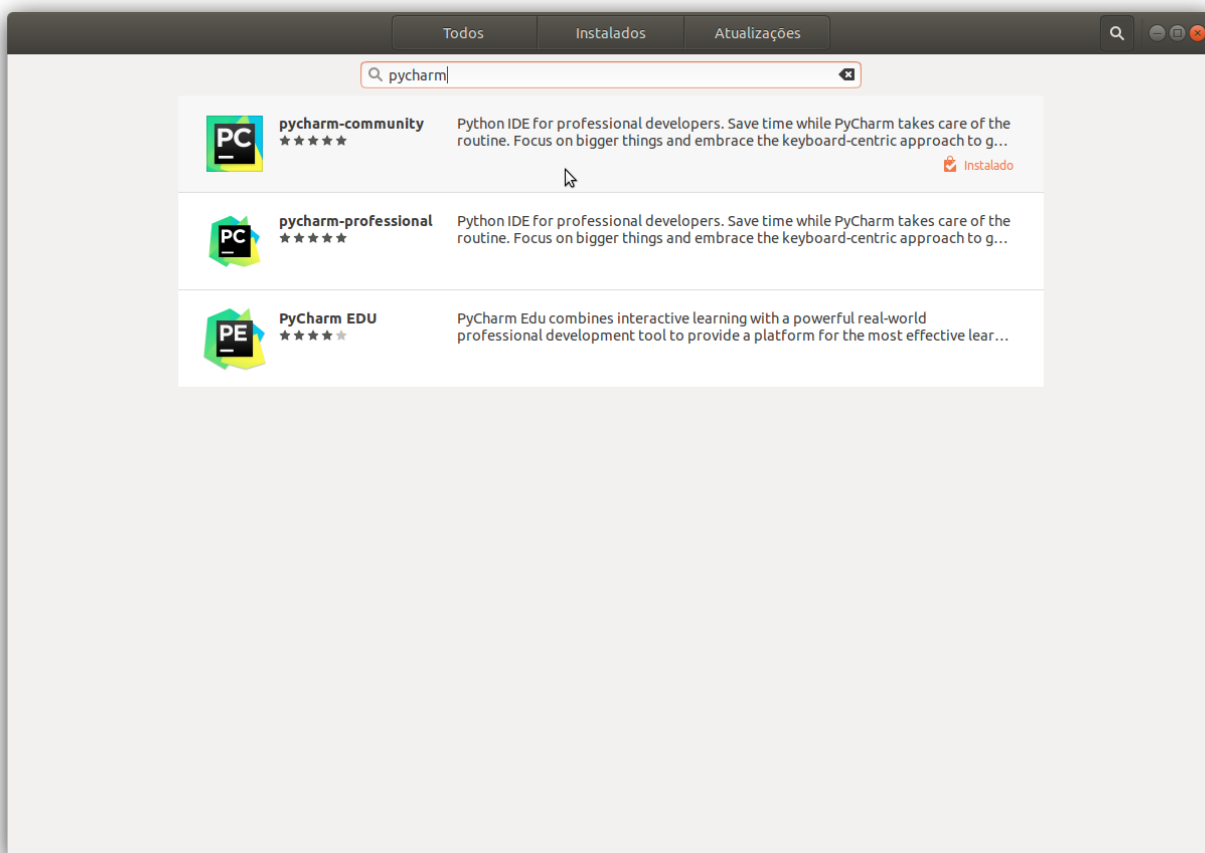 Todos Instalados Atualizações
pycharm
PC
pycharm-community
Python IDE for professional developers. Save time while PyCharm takes care of the
routine. Focus on bigger things and embrace the keyboard-centric approach to g...
Instalado
PC
pycharm-professional
Python IDE for professional developers. Save time while PyCharm takes care of the
routine. Focus on bigger things and embrace the keyboard-centric approach to g...
PE
PyCharm EDU
PyCharm Edu combines interactive learning with a powerful real-world
professional development tool to provide a platform for the most effective lear...